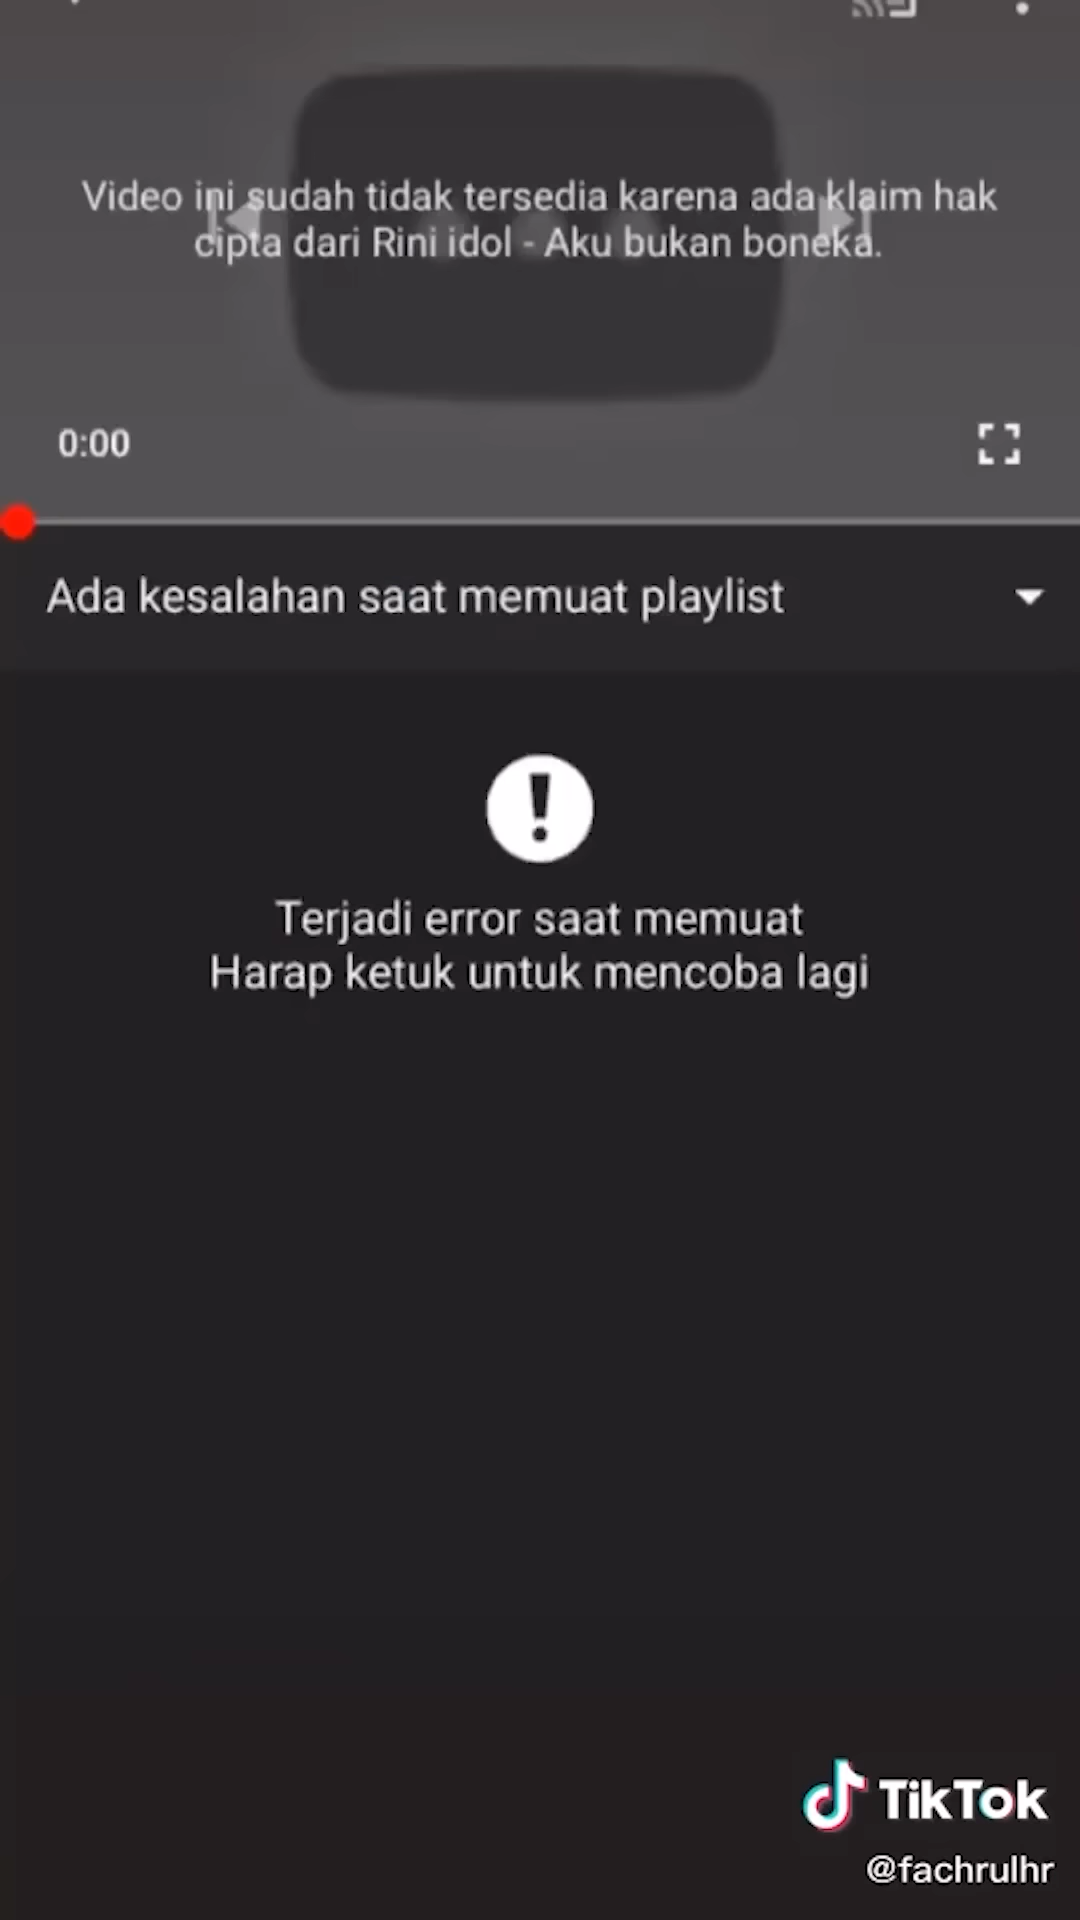 Video ini sudah tidak tersedia karena ada klaim hak
cipta dari Rini idol - Aku bukan boneka.
0:00
Ada kesalahan saat memuat playlist
Terjadi error saat memuat
Harap ketuk untuk mencoba lagi
TikTok
@fachrulhr